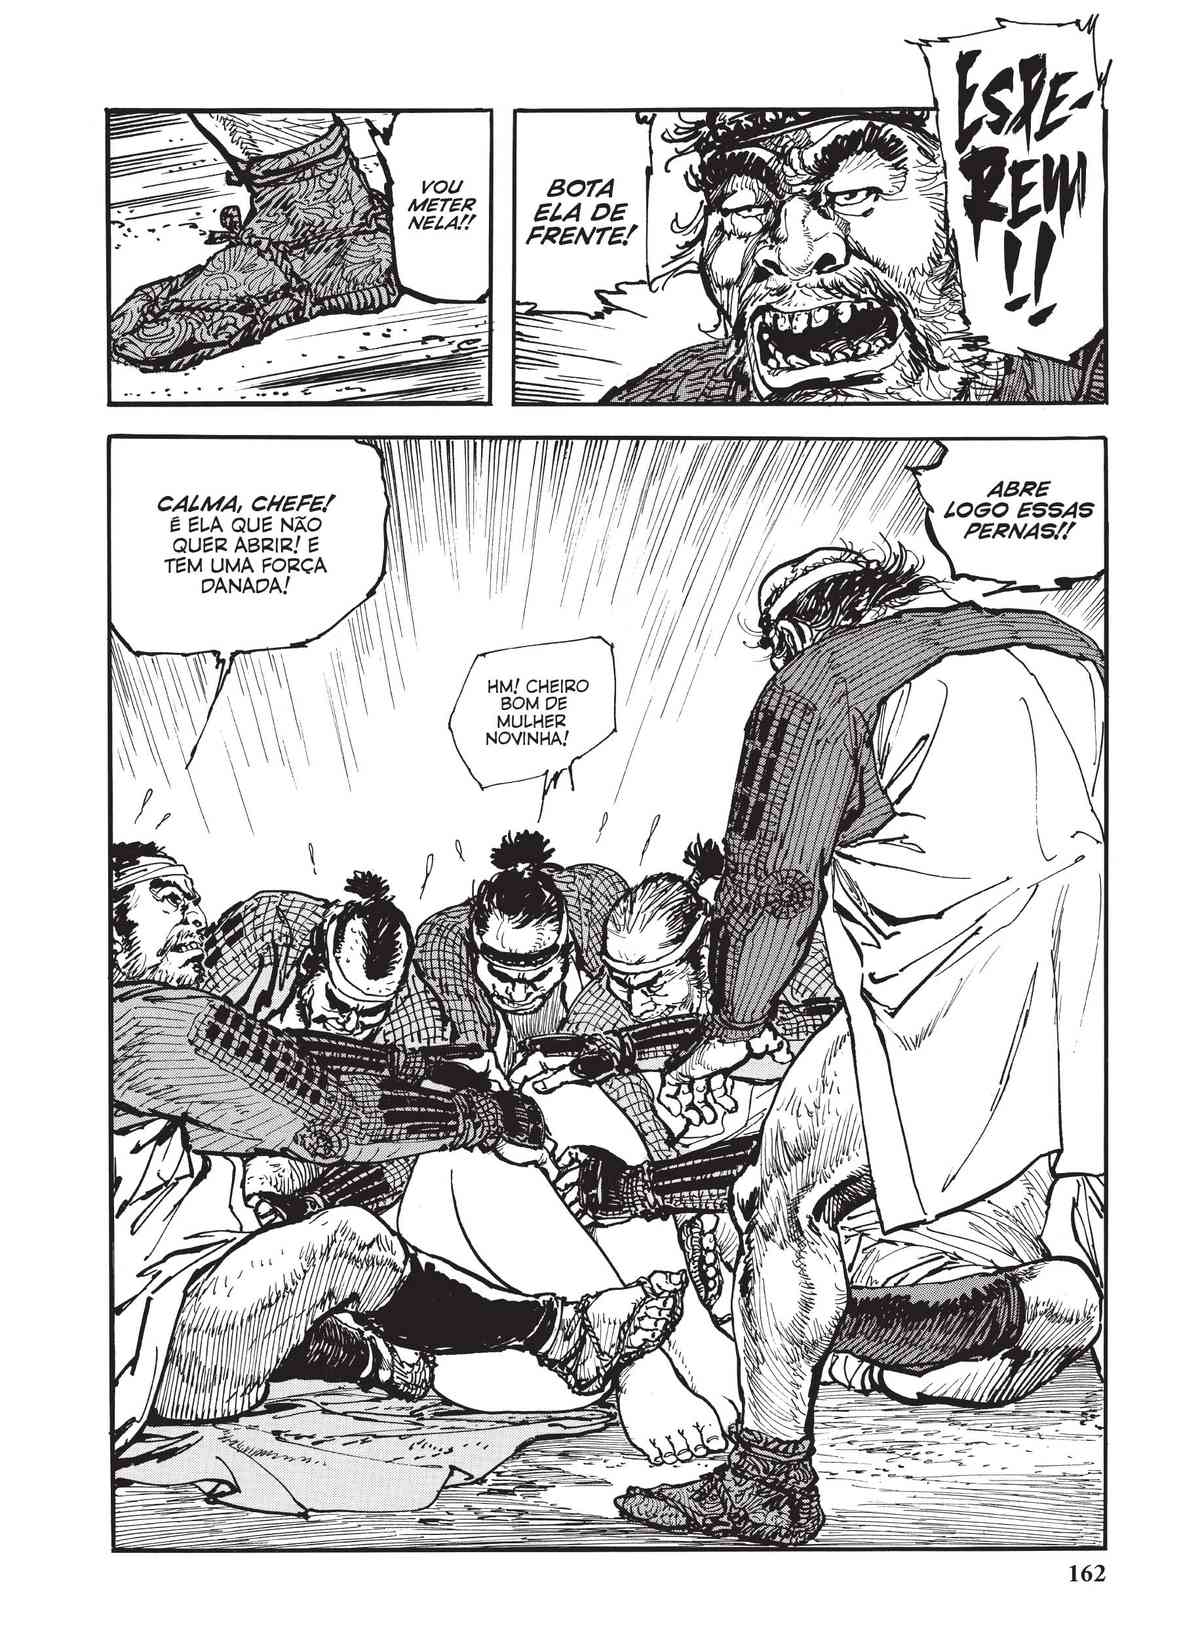 ESPE-
REM
!!
BOTA
ELA DE
FRENTE!
VOU
METER
NELA!!
ABRE
LOGO ESSAS
PERNAS!!
CALMA, CHEFE!
É ELA QUE NÃO
QUER ABRIR! E
TEM UMA FORÇA
DANADA!
HM! CHEIRO
BOM DE
MULHER
NOVINHA!
162